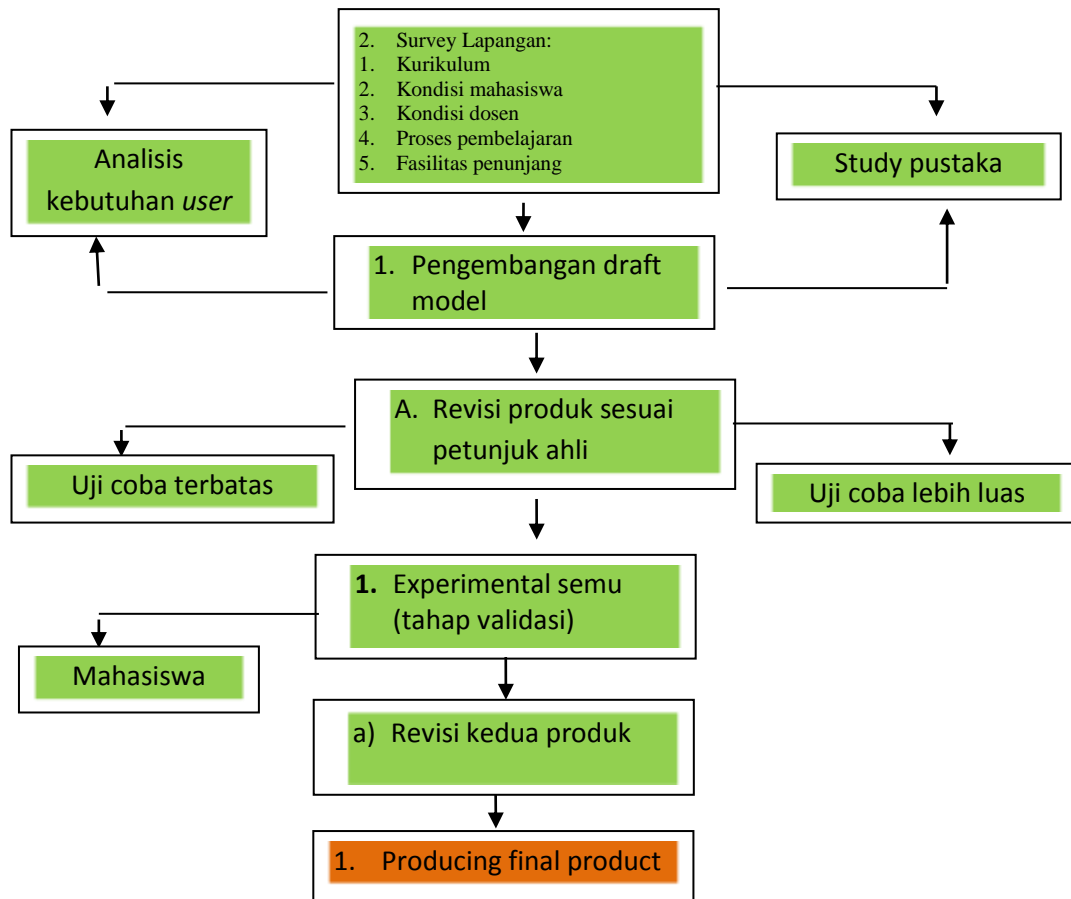 2. Survey Lapangan:
1. Kurikulum
2. Kondisi mahasiswa
3. Kondisi dosen
4. Proses pembelajaran
5. Fasilitas penunjang
Analisis
kebutuhan user
Study pustaka
1. Pengembangan draft
model
A. Revisi produk sesuai
petunjuk ahli
Uji coba terbatas
Uji coba lebih luas
1. Experimental semu
(tahap validasi)
Mahasiswa
a) Revisi kedua produk
1. Producing final product